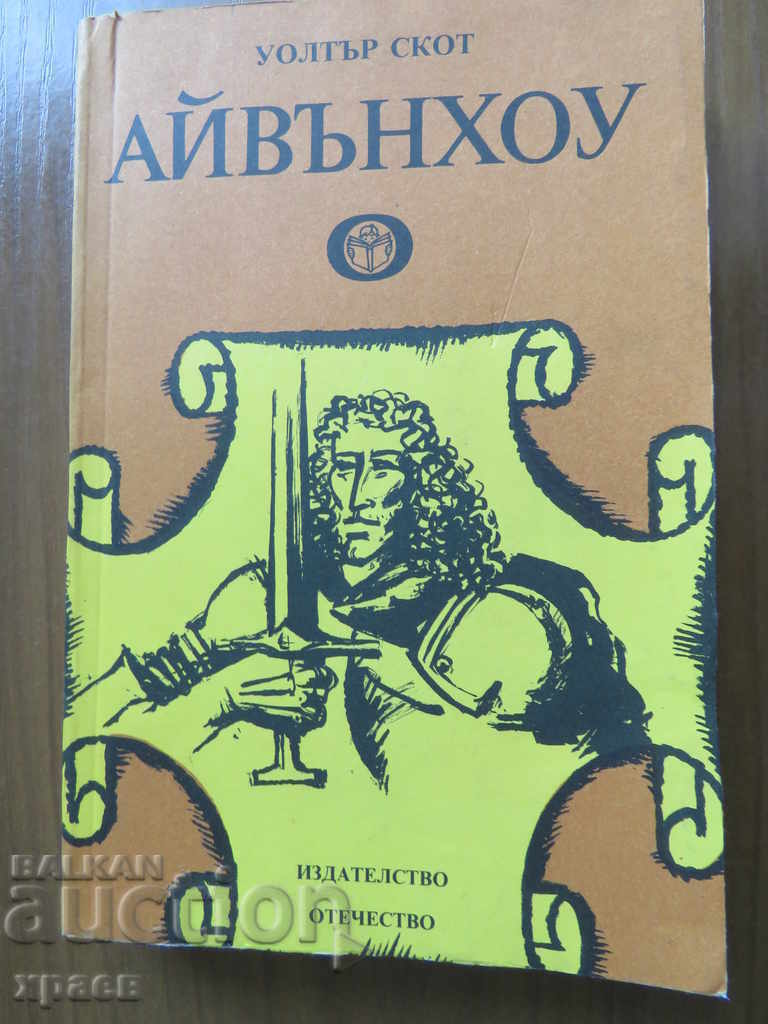 УОЛТЪР СКОТ
АЙВЪНХОУ
ИЗДАТЕЛСТВО
ОТЕЧЕСТВО
BALKAN
auction
храев